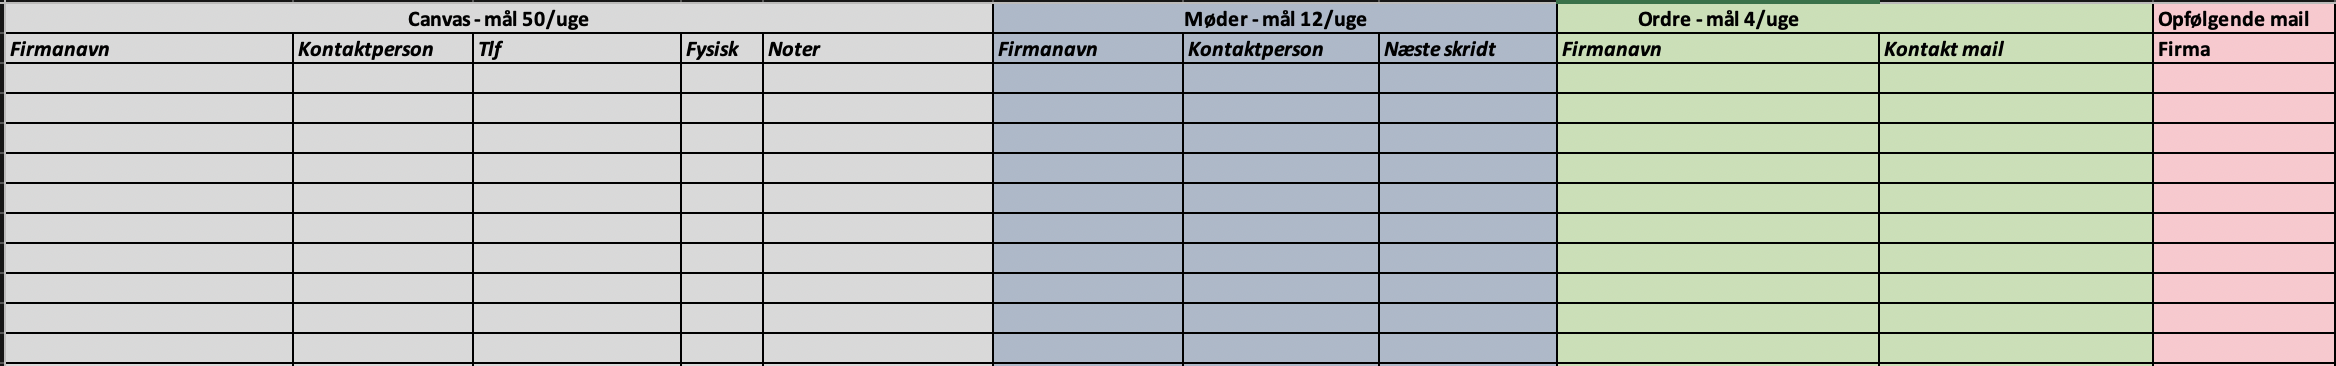 Canvas - mål 50/uge Møder - mål 12/uge Ordre - mål 4/uge Opfølgende mail
Firmanavn Kontaktperson Tlf Fysisk Noter Firmanavn Kontaktperson Næste skridt Firmanavn Kontakt mail Firma